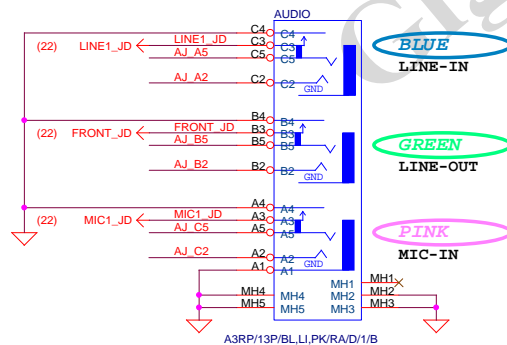 AUDIO
C4 C4
(22) LINE1_JD LINE1_JD C3 C3
AJ_A5 C5 C5
BLUE
LINE-IN
AJ_A2 C2 C2
GND
B4 B4
(22) FRONT_JD FRONT_JD B3 B3
AJ_B5 B5 B5
GREEN
LINE-OUT
AJ_B2 B2 B2
GND
A4 A4
(22) MIC1_JD MIC1_JD A3 A3
AJ_C5 A5 A5
PINK
MIC-IN
AJ_C2 A2 A2
GND
A1 A1
MH1 MH1
MH4 MH4 MH2 MH2
MH5 MH5 MH3 MH3
A3RP/13P/BL,LI,PK/RA/D/1/B